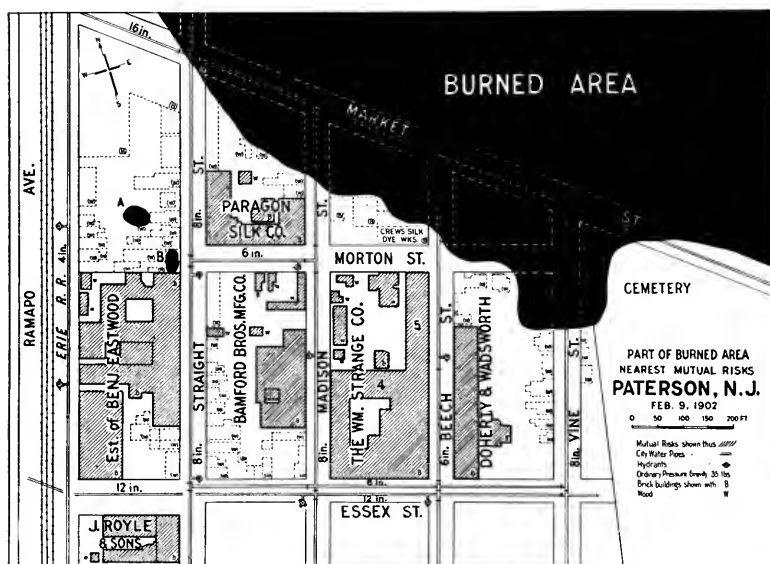 16in.
BURNED AREA
MARKET ST.
N
E
W
S
A
B
RAMAPO AVE.
ERIE R.R. 4in.
STRAIGHT ST.
8in.
8in.
PARAGON
SILK CO.
6in.
CREWS SILK
DYE WKS.
MORTON ST.
CEMETERY
Est. of BENJ. EASTWOOD
BAMFORD BROS. MFG. CO.
MADISON ST.
8in.
THE WM. STRANGE CO.
5
4
BEECH ST.
6in.
DOHERLY & WADSWORTH
VINE ST.
8in.
PART OF BURNED AREA
NEAREST MUTUAL RISKS
PATERSON, N.J.
FEB. 9, 1902
0 50 100 150 200 FT
Mutual Risks shown thus
City Water Pipes
Hydrants
Ordinary Pressure Gravity 35 lbs
Brick buildings shown with B
Wood W
12 in.
8 in.
12 in.
ESSEX ST.
J. ROYLE
& SONS